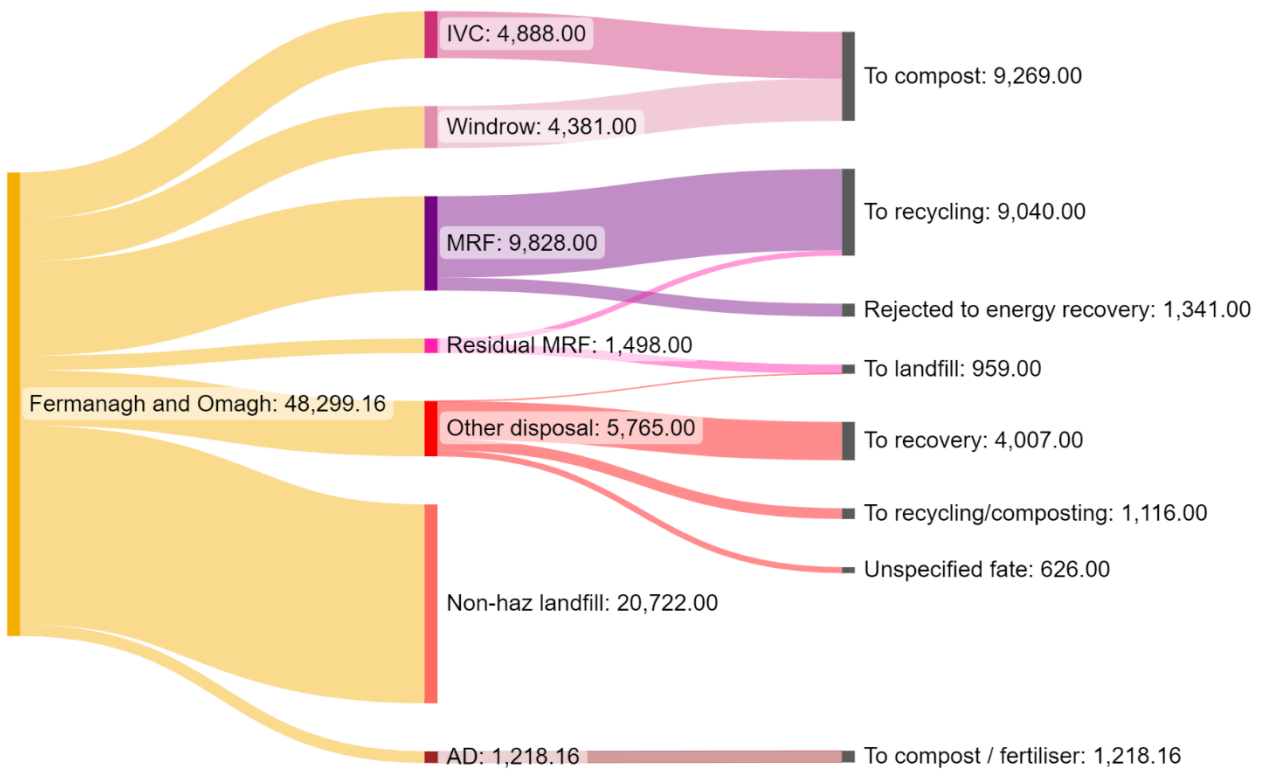 IVC: 4,888.00
To compost: 9,269.00
Windrow: 4,381.00
To recycling: 9,040.00
MRF: 9,828.00
Rejected to energy recovery: 1,341.00
Residual MRF: 1,498.00
To landfill: 959.00
Fermanagh and Omagh: 48,299.16
Other disposal: 5,765.00
To recovery: 4,007.00
To recycling/composting: 1,116.00
Unspecified fate: 626.00
Non-haz landfill: 20,722.00
AD: 1,218.16
To compost / fertiliser: 1,218.16